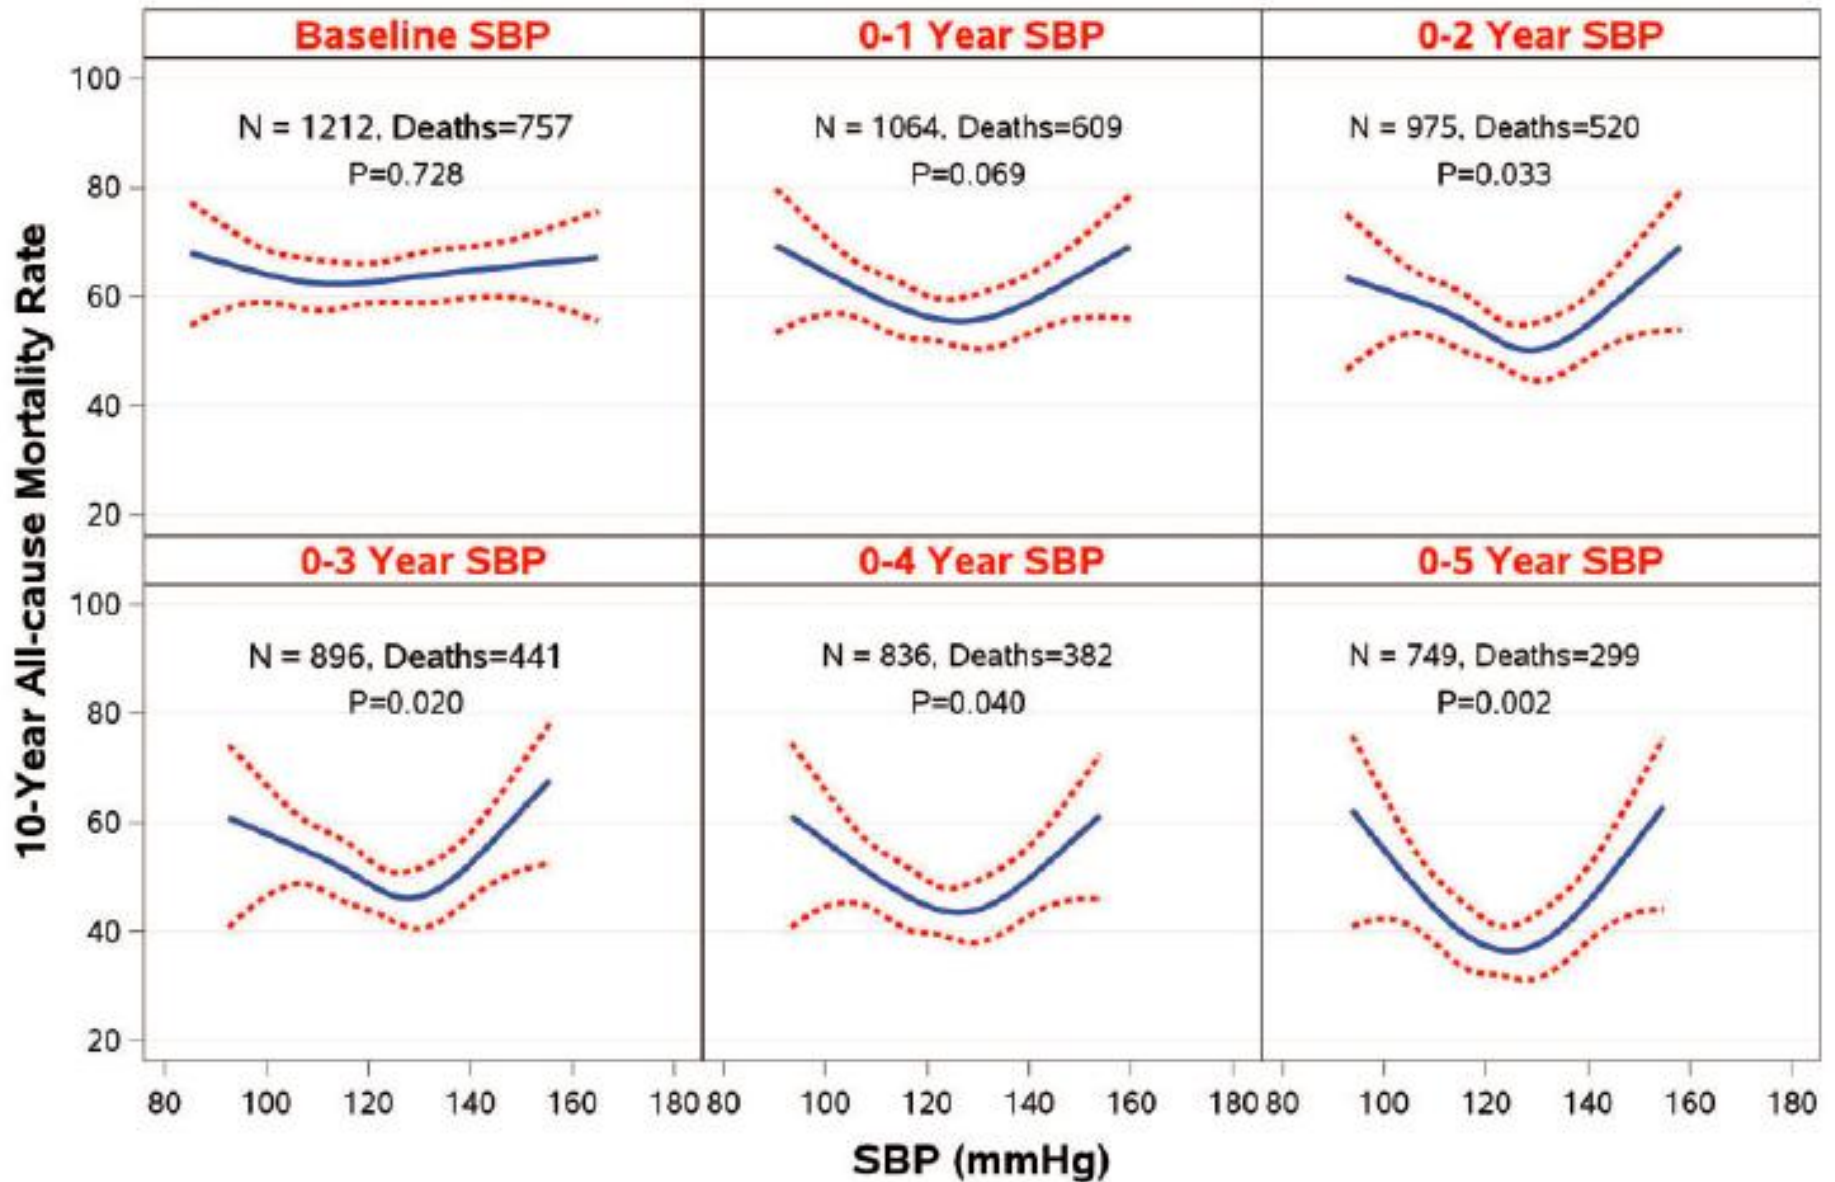 Baseline SBP
0-1 Year SBP
0-2 Year SBP
N = 1212, Deaths=757
P=0.728
N = 1064, Deaths=609
P=0.069
N = 975, Deaths=520
P=0.033
100
80
60
40
20
0-3 Year SBP
0-4 Year SBP
0-5 Year SBP
N = 896, Deaths=441
P=0.020
N = 836, Deaths=382
P=0.040
N = 749, Deaths=299
P=0.002
100
80
60
40
20
10-Year All-cause Mortality Rate
80 100 120 140 160 180
80 100 120 140 160 180
80 100 120 140 160 180
SBP (mmHg)